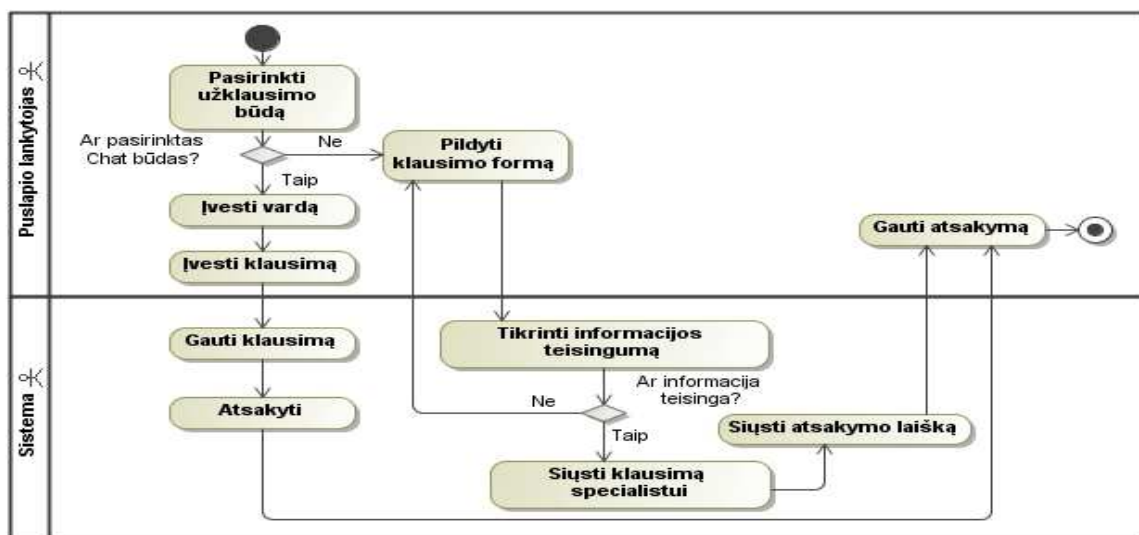 Puslapio lankytojas
Pasirinkti
užklausimo
būdą
Ar pasirinktas
Chat būdas?
Ne
Pildyti
klausimo formą
Taip
Įvesti vardą
Įvesti klausimą
Gauti atsakymą
Sistema
Gauti klausimą
Atsakyti
Tikrinti informacijos
teisingumą
Ar informacija
teisinga?
Ne
Taip
Siųsti klausimą
specialistui
Siųsti atsakymo laišką